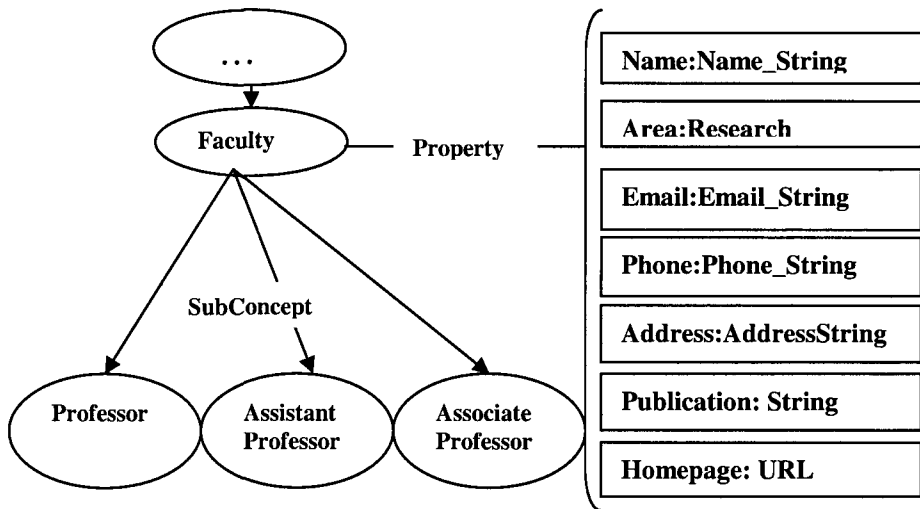 ...
Faculty
Property
SubConcept
Professor
Assistant
Professor
Associate
Professor
Name:Name_String
Area:Research
Email:Email_String
Phone:Phone_String
Address:AddressString
Publication: String
Homepage: URL